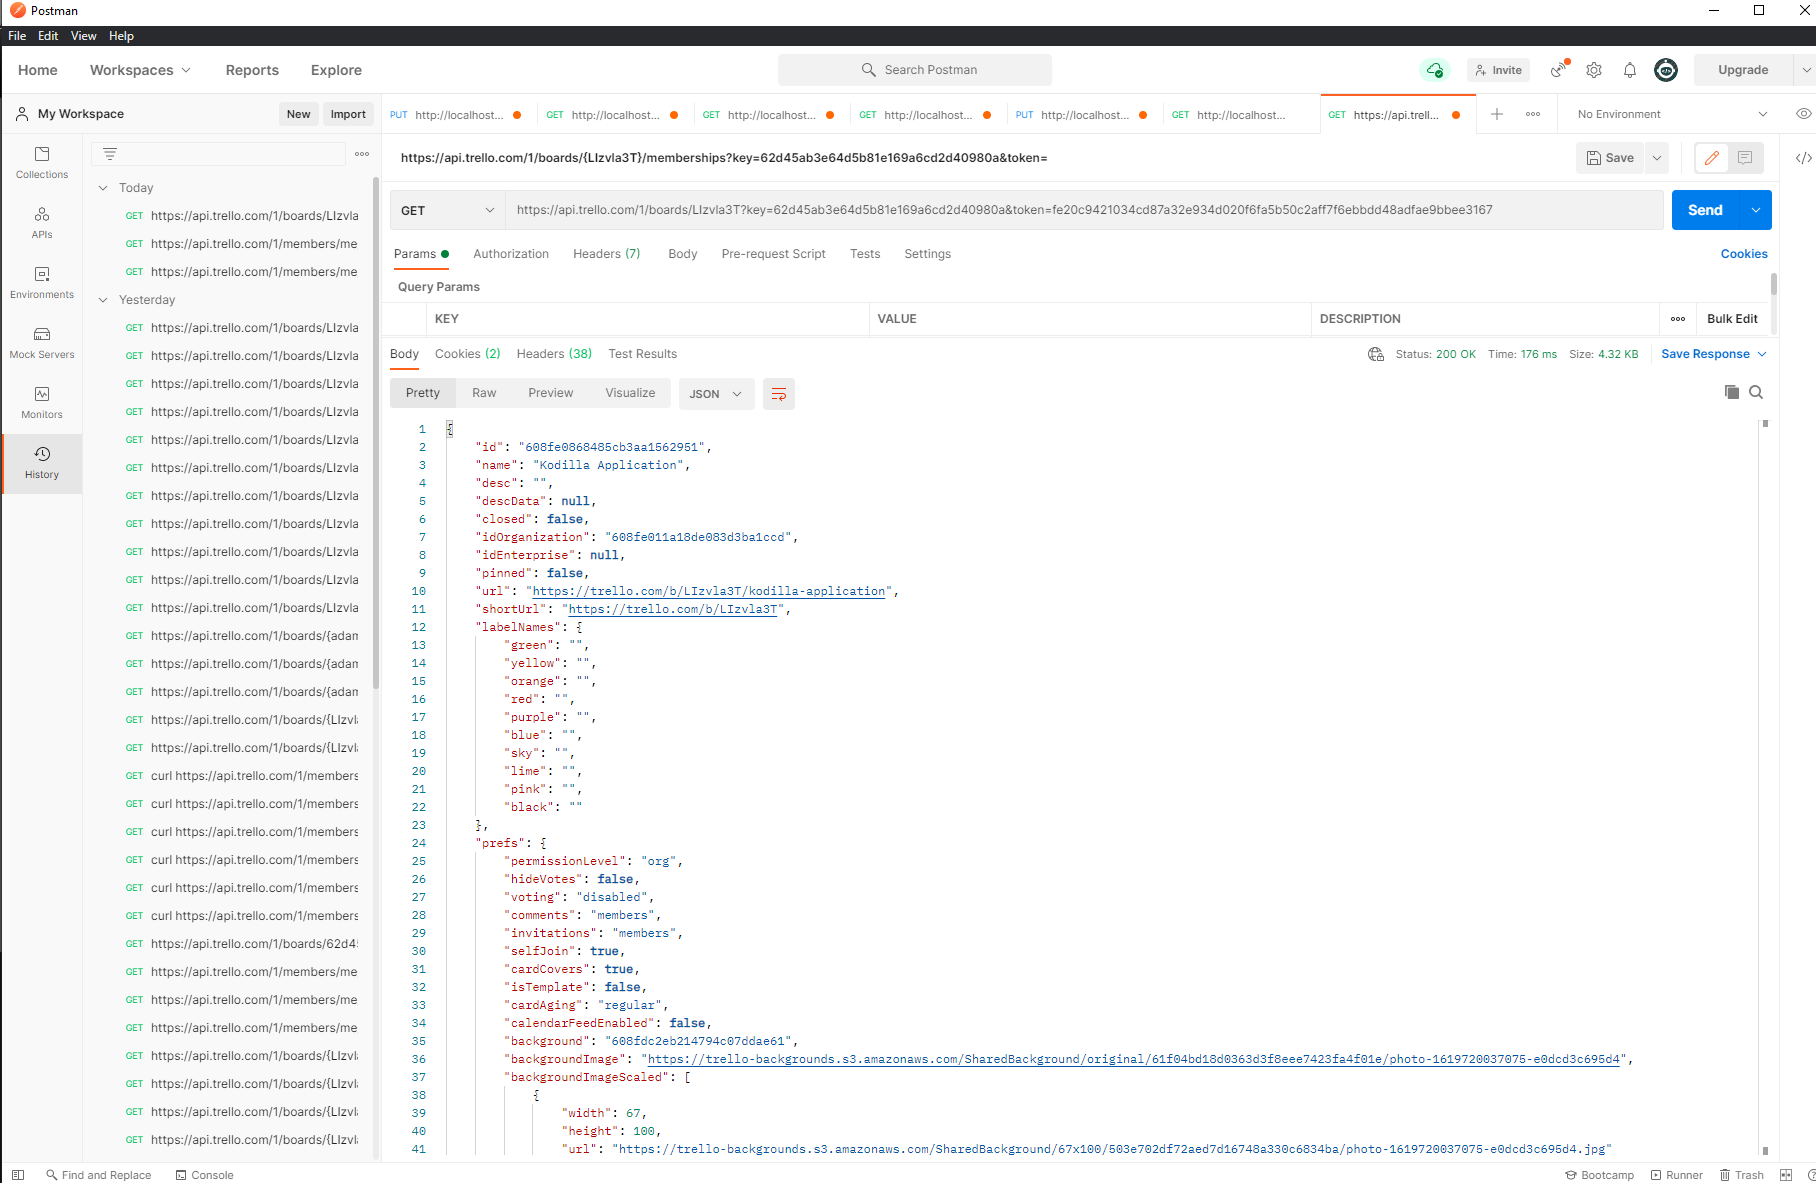 Postman
File Edit View Help
Home Workspaces Reports Explore Search Postman Invite Upgrade
My Workspace New Import
PUT http://localhost... GET http://localhost... GET http://localhost... GET http://localhost... PUT http://localhost... GET http://localhost... GET https://api.trell... No Environment
https://api.trello.com/1/boards/{LIzvla3T}/memberships?key=62d45ab3e64d5b81e169a6cd2d40980a&token= Save
GET https://api.trello.com/1/boards/LIzvla3T?key=62d45ab3e64d5b81e169a6cd2d40980a&token=fe20c9421034cd87a32e934d020f6fa5b50c2aff7f6ebbdd48adfae9bbee3167 Send
Params Authorization Headers (7) Body Pre-request Script Tests Settings Cookies
Query Params
KEY VALUE DESCRIPTION Bulk Edit
Body Cookies (2) Headers (38) Test Results Status: 200 OK Time: 176 ms Size: 4.32 KB Save Response
Pretty Raw Preview Visualize JSON
Collections
APIs
Environments
Mock Servers
Monitors
History
Today
GET https://api.trello.com/1/boards/LIzvla
GET https://api.trello.com/1/members/me
GET https://api.trello.com/1/members/me
Yesterday
GET https://api.trello.com/1/boards/LIzvla
GET https://api.trello.com/1/boards/LIzvla
GET https://api.trello.com/1/boards/LIzvla
GET https://api.trello.com/1/boards/LIzvla
GET https://api.trello.com/1/boards/LIzvla
GET https://api.trello.com/1/boards/LIzvla
GET https://api.trello.com/1/boards/LIzvla
GET https://api.trello.com/1/boards/LIzvla
GET https://api.trello.com/1/boards/LIzvla
GET https://api.trello.com/1/boards/LIzvla
GET https://api.trello.com/1/boards/LIzvla
GET https://api.trello.com/1/boards/{adam
GET https://api.trello.com/1/boards/{adam
GET https://api.trello.com/1/boards/{adam
GET https://api.trello.com/1/boards/{LIzvl
GET https://api.trello.com/1/boards/{LIzvl
GET curl https://api.trello.com/1/members
GET curl https://api.trello.com/1/members
GET curl https://api.trello.com/1/members
GET curl https://api.trello.com/1/members
GET curl https://api.trello.com/1/members
GET curl https://api.trello.com/1/members
GET https://api.trello.com/1/boards/62d4
GET https://api.trello.com/1/members/me
GET https://api.trello.com/1/members/me
GET https://api.trello.com/1/members/me
GET https://api.trello.com/1/boards/{LIzvl
GET https://api.trello.com/1/boards/{LIzvl
GET https://api.trello.com/1/boards/{LIzvl
GET https://api.trello.com/1/boards/{LIzvl
1 {
2 "id": "608fe0868485cb3aa1562951",
3 "name": "Kodilla Application",
4 "desc": "",
5 "descData": null,
6 "closed": false,
7 "idOrganization": "608fe011a18de083d3ba1ccd",
8 "idEnterprise": null,
9 "pinned": false,
10 "url": "https://trello.com/b/LIzvla3T/kodilla-application",
11 "shortUrl": "https://trello.com/b/LIzvla3T",
12 "labelNames": {
13 "green": "",
14 "yellow": "",
15 "orange": "",
16 "red": "",
17 "purple": "",
18 "blue": "",
19 "sky": "",
20 "lime": "",
21 "pink": "",
22 "black": ""
23 },
24 "prefs": {
25 "permissionLevel": "org",
26 "hideVotes": false,
27 "voting": "disabled",
28 "comments": "members",
29 "invitations": "members",
30 "selfJoin": true,
31 "cardCovers": true,
32 "isTemplate": false,
33 "cardAging": "regular",
34 "calendarFeedEnabled": false,
35 "background": "608fdc2eb214794c07ddae61",
36 "backgroundImage": "https://trello-backgrounds.s3.amazonaws.com/SharedBackground/original/61f04bd18d0363d3f8eee7423fa4f01e/photo-1619720037075-e0dcd3c695d4",
37 "backgroundImageScaled": [
38 {
39 "width": 67,
40 "height": 100,
41 "url": "https://trello-backgrounds.s3.amazonaws.com/SharedBackground/67x100/503e702df72aed7d16748a330c6834ba/photo-1619720037075-e0dcd3c695d4.jpg"
Find and Replace Console Bootcamp Runner Trash